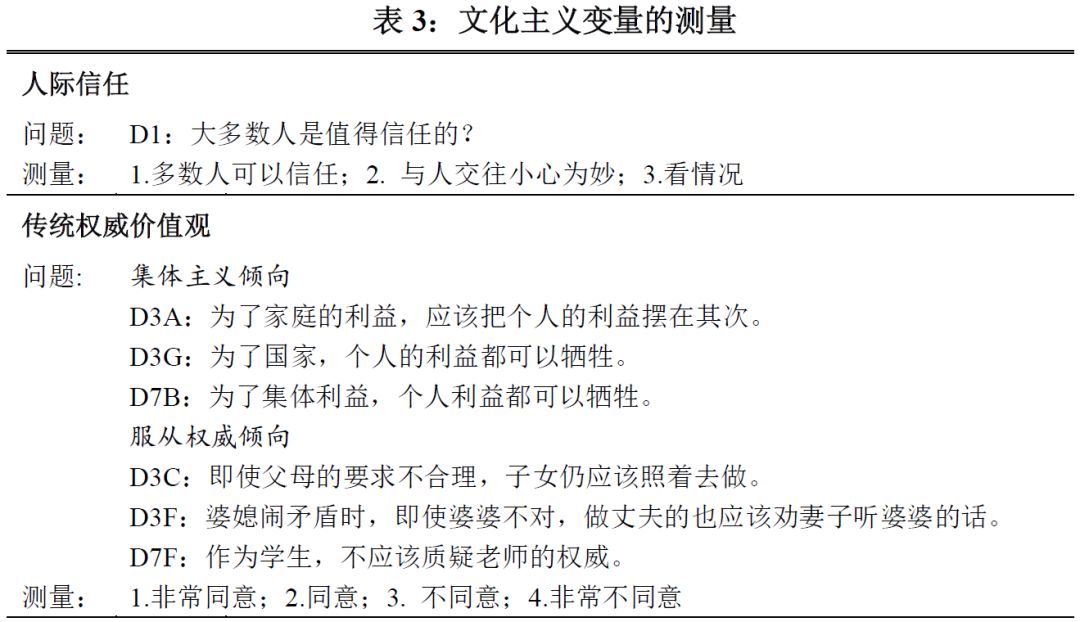 表 3：文化主义变量的测量
人际信任
问题： D1：大多数人是值得信任的？
测量： 1.多数人可以信任；2. 与人交往小心为妙；3.看情况
传统权威价值观
问题: 集体主义倾向
D3A：为了家庭的利益，应该把个人的利益摆在其次。
D3G：为了国家，个人的利益都可以牺牲。
D7B：为了集体利益，个人利益都可以牺牲。
服从权威倾向
D3C：即使父母的要求不合理，子女仍应该照着去做。
D3F：婆媳闹矛盾时，即使婆婆不对，做丈夫的也应该劝妻子听婆婆的话。
D7F：作为学生，不应该质疑老师的权威。
测量： 1.非常同意；2.同意；3. 不同意；4.非常不同意